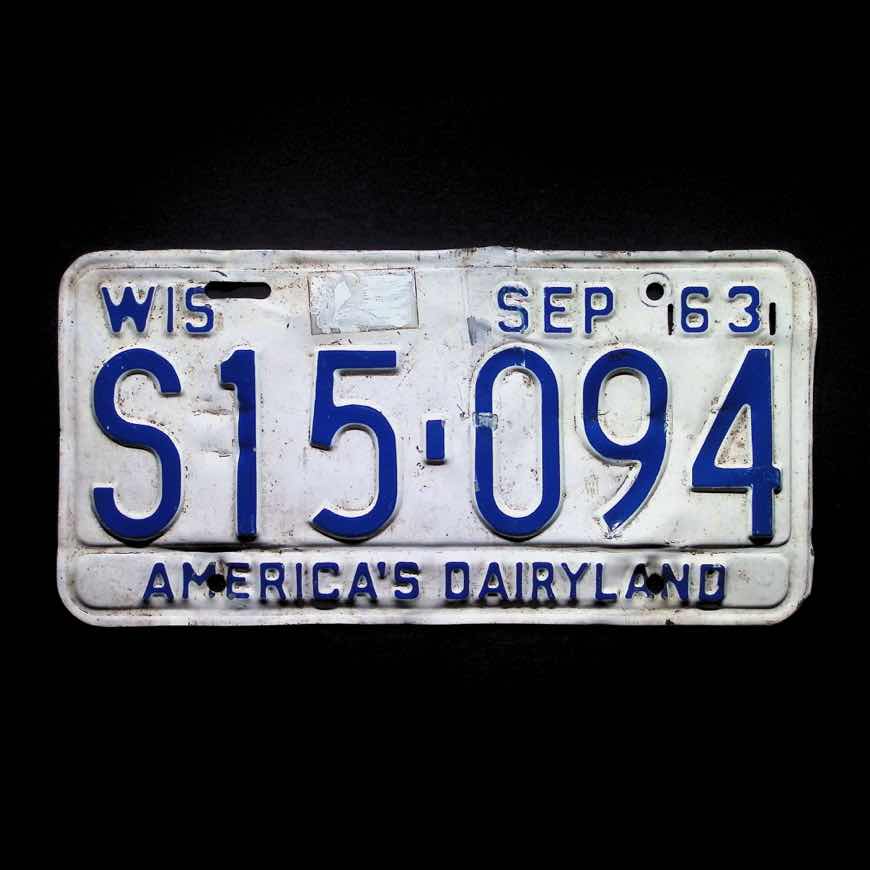 WIS SEP 63
S15-094
AMERICA'S DAIRYLAND